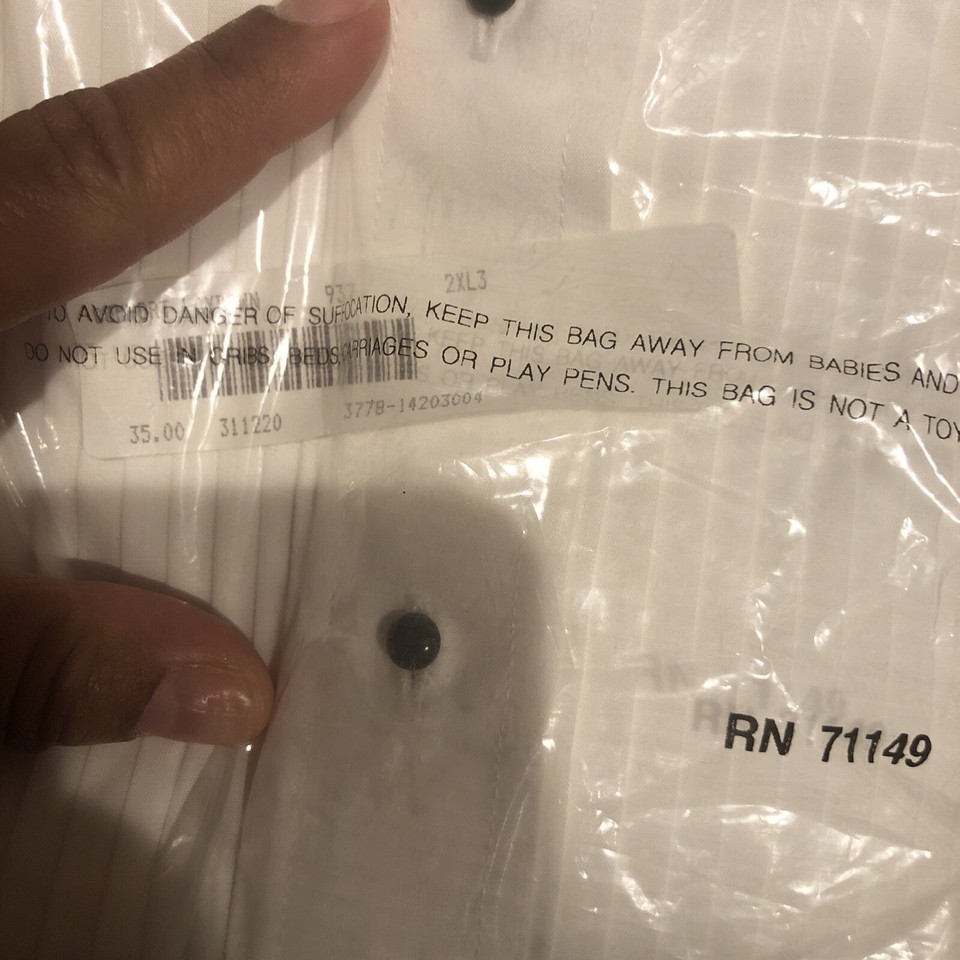 937 2XL3
TO AVOID DANGER OF SUFFOCATION, KEEP THIS BAG AWAY FROM BABIES AND
DO NOT USE IN CRIBS, BEDS, CARRIAGES OR PLAY PENS. THIS BAG IS NOT A TOY
35.00 311220 3778-14203004
RN 71149